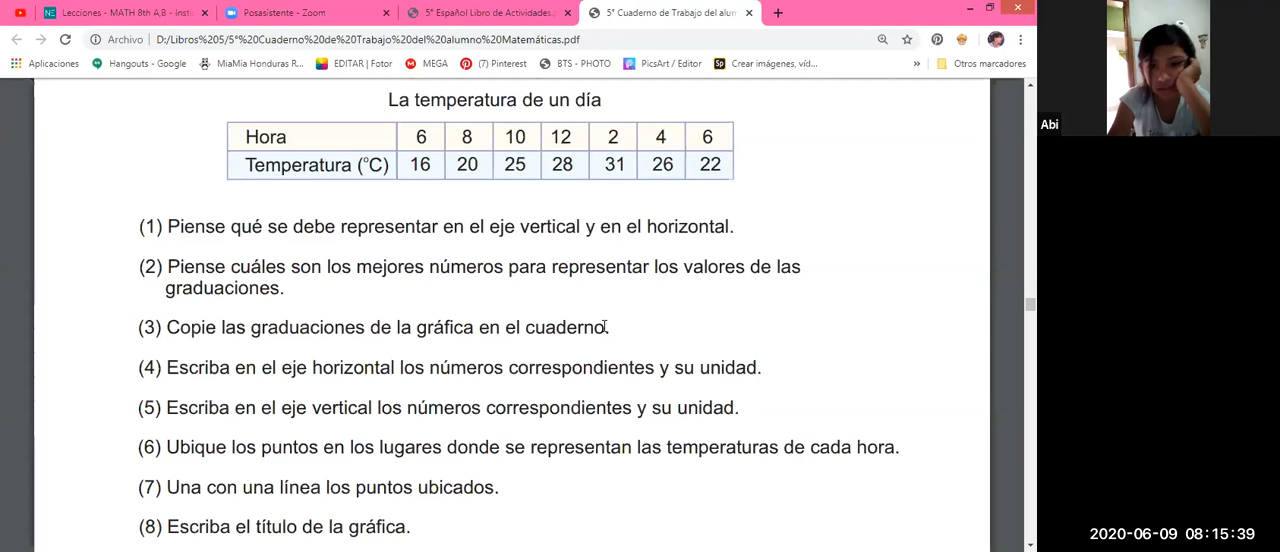 Lecciones - MATH 8th A,B - Insti
Posasistente - Zoom
5° Español Libro de Actividades.
5° Cuaderno de Trabajo del alum
Archivo D:/Libros%205/5°%20Cuaderno%20de%20Trabajo%20del%20alumno%20Matemáticas.pdf
Aplicaciones Hangouts - Google MiaMia Honduras R... EDITAR | Fotor MEGA (7) Pinterest BTS - PHOTO PicsArt / Editor Crear imágenes, víd... » Otros marcadores
La temperatura de un día
Hora 6 8 10 12 2 4 6
Temperatura (°C) 16 20 25 28 31 26 22
(1) Piense qué se debe representar en el eje vertical y en el horizontal.
(2) Piense cuáles son los mejores números para representar los valores de las
graduaciones.
(3) Copie las graduaciones de la gráfica en el cuaderno.
(4) Escriba en el eje horizontal los números correspondientes y su unidad.
(5) Escriba en el eje vertical los números correspondientes y su unidad.
(6) Ubique los puntos en los lugares donde se representan las temperaturas de cada hora.
(7) Una con una línea los puntos ubicados.
(8) Escriba el título de la gráfica.
Abi
2020-06-09 08:15:39